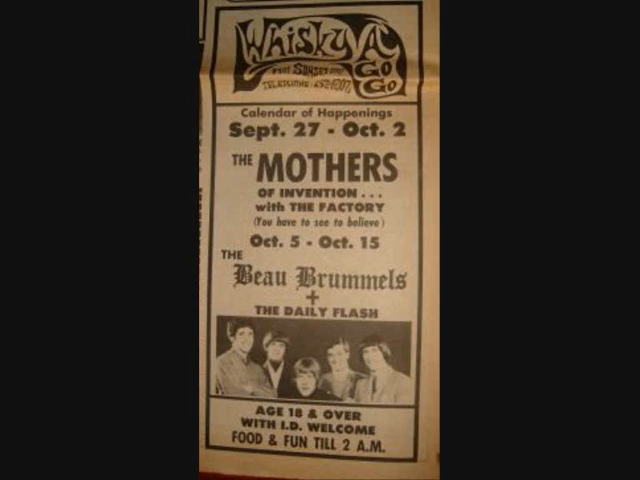 Whisky A
Go
Go
Calendar of Happenings
Sept. 27 - Oct. 2
THE MOTHERS
OF INVENTION . . .
with THE FACTORY
(You have to see to believe)
Oct. 5 - Oct. 15
THE
Beau Brummels
+
THE DAILY FLASH
AGE 18 & OVER
WITH I.D. WELCOME
FOOD & FUN TILL 2 A.M.